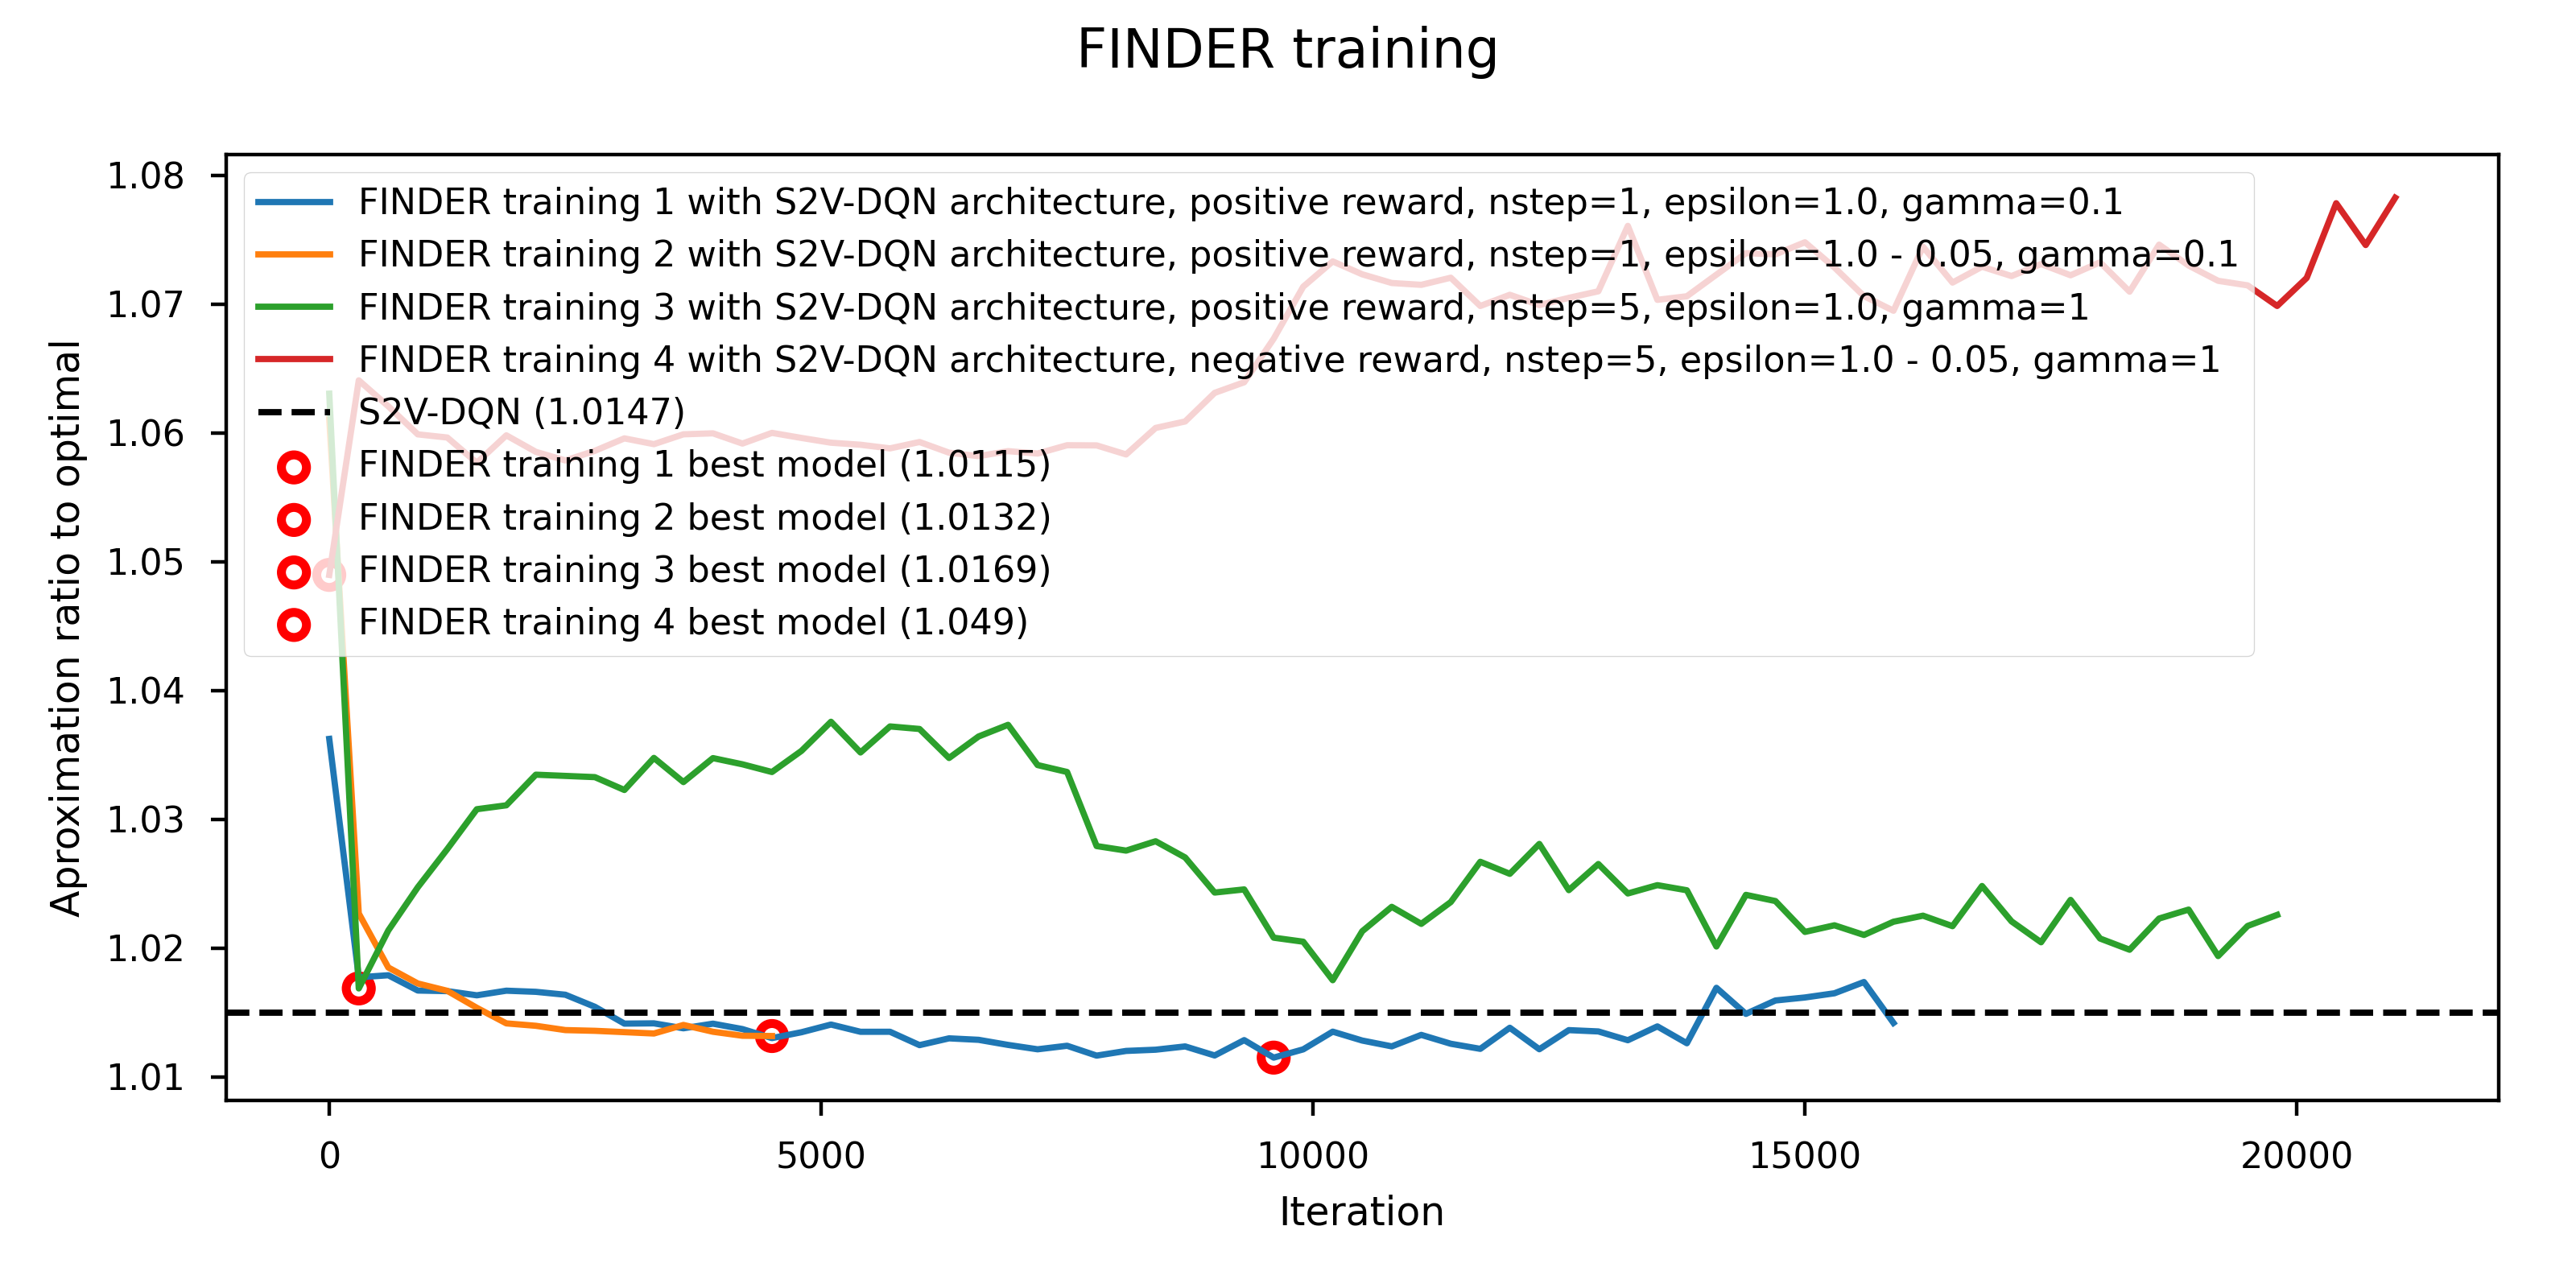 FINDER training
Aproximation ratio to optimal
1.08
1.07
1.06
1.05
1.04
1.03
1.02
1.01
FINDER training 1 with S2V-DQN architecture, positive reward, nstep=1, epsilon=1.0, gamma=0.1
FINDER training 2 with S2V-DQN architecture, positive reward, nstep=1, epsilon=1.0 - 0.05, gamma=0.1
FINDER training 3 with S2V-DQN architecture, positive reward, nstep=5, epsilon=1.0, gamma=1
FINDER training 4 with S2V-DQN architecture, negative reward, nstep=5, epsilon=1.0 - 0.05, gamma=1
S2V-DQN (1.0147)
FINDER training 1 best model (1.0115)
FINDER training 2 best model (1.0132)
FINDER training 3 best model (1.0169)
FINDER training 4 best model (1.049)
0 5000 10000 15000 20000
Iteration